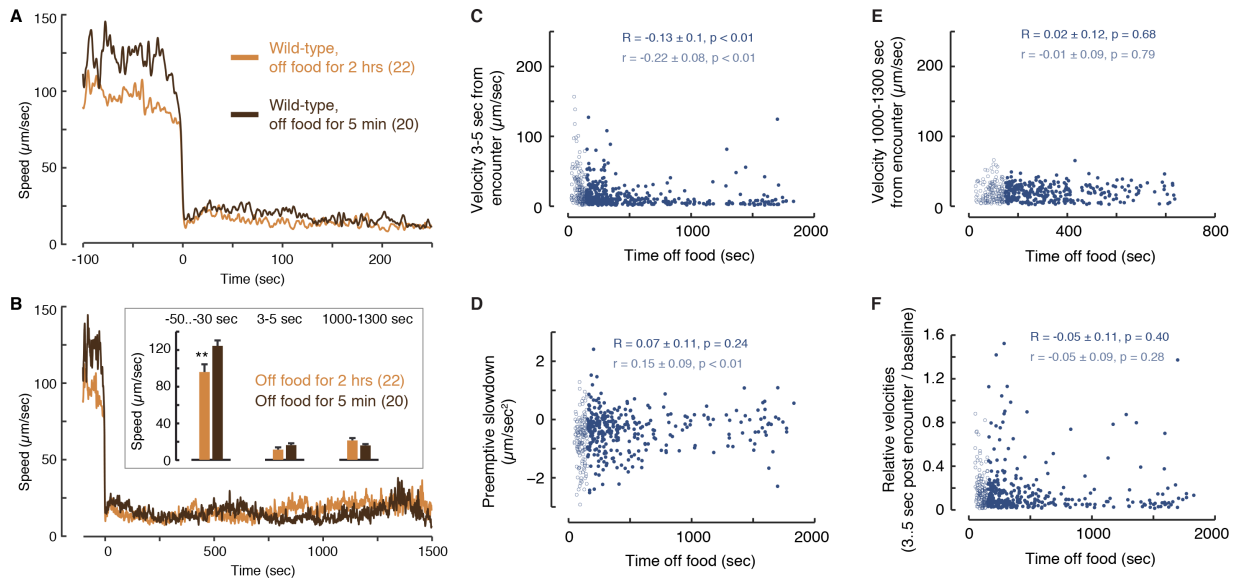 A
150
100
50
0
Speed (µm/sec)
-100
0
100
200
Time (sec)
Wild-type,
off food for 2 hrs (22)
Wild-type,
off food for 5 min (20)
B
150
100
50
0
Speed (µm/sec)
0
500
1000
1500
Time (sec)
-50..-30 sec
3-5 sec
1000-1300 sec
120
80
40
0
Speed (µm/sec)
**
Off food for 2 hrs (22)
Off food for 5 min (20)
C
R = -0.13 ± 0.1, p < 0.01
r = -0.22 ± 0.08, p < 0.01
Velocity 3-5 sec from
encounter (µm/sec)
200
100
0
0
1000
2000
Time off food (sec)
D
R = 0.07 ± 0.11, p = 0.24
r = 0.15 ± 0.09, p < 0.01
Preemptive slowdown
(µm/sec²)
2
0
−2
0
1000
2000
Time off food (sec)
E
R = 0.02 ± 0.12, p = 0.68
r = -0.01 ± 0.09, p = 0.79
Velocity 1000-1300 sec
from encounter (µm/sec)
200
100
0
0
400
800
Time off food (sec)
F
R = -0.05 ± 0.11, p = 0.40
r = -0.05 ± 0.09, p = 0.28
Relative velocities
(3..5 sec post encounter / baseline)
1.6
1.2
0.8
0.4
0
0
1000
2000
Time off food (sec)